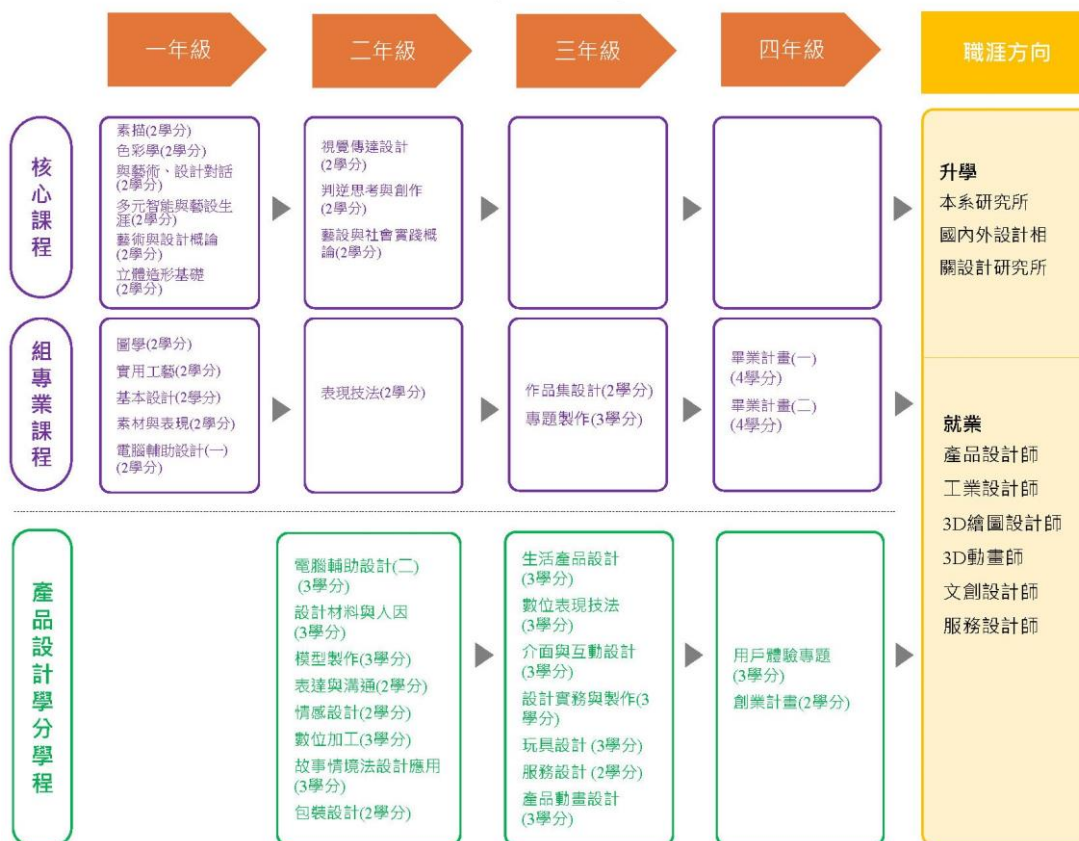 一年級
二年級
三年級
四年級
職涯方向
核心課程
素描(2學分)
色彩學(2學分)
與藝術、設計對話
(2學分)
多元智能與藝設生
涯(2學分)
藝術與設計概論
(2學分)
立體造形基礎
(2學分)
視覺傳達設計
(2學分)
判逆思考與創作
(2學分)
藝設與社會實踐概
論(2學分)
組專業課程
圖學(2學分)
實用工藝(2學分)
基本設計(2學分)
素材與表現(2學分)
電腦輔助設計(一)
(2學分)
表現技法(2學分)
作品集設計(2學分)
專題製作(3學分)
畢業計畫(一)
(4學分)
畢業計畫(二)
(4學分)
產品設計學分學程
電腦輔助設計(二)
(3學分)
設計材料與人因
(3學分)
模型製作(3學分)
表達與溝通(2學分)
情感設計(2學分)
數位加工(3學分)
故事情境法設計應用
(3學分)
包裝設計(2學分)
生活產品設計
(3學分)
數位表現技法
(3學分)
介面與互動設計
(3學分)
設計實務與製作(3
學分)
玩具設計 (3學分)
服務設計 (2學分)
產品動畫設計
(3學分)
用戶體驗專題
(3學分)
創業計畫(2學分)
升學
本系研究所
國內外設計相
關設計研究所
就業
產品設計師
工業設計師
3D繪圖設計師
3D動畫師
文創設計師
服務設計師